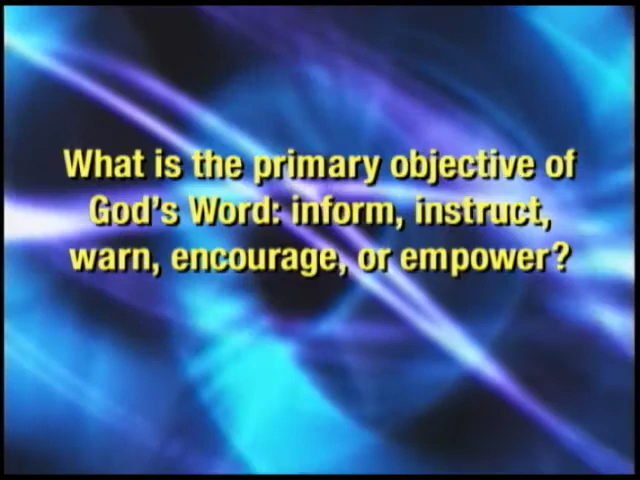 What is the primary objective of
God's Word: inform, instruct,
warn, encourage, or empower?